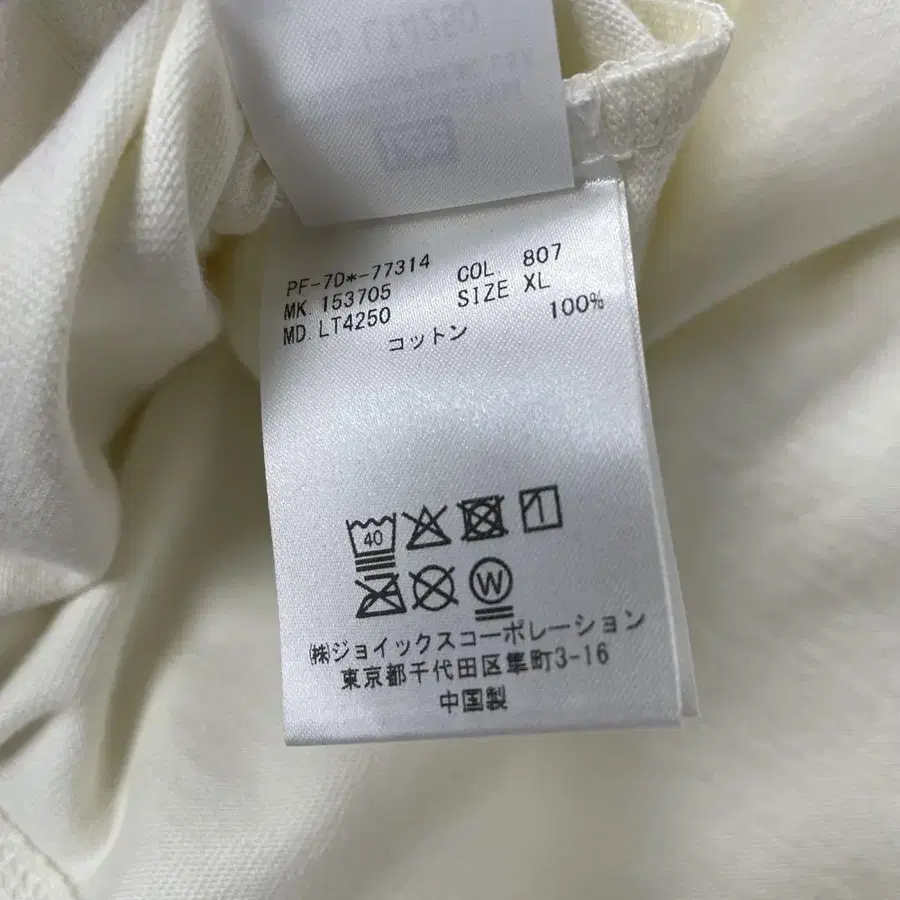 PF-7D*-77314 COL 807
MK.153705 SIZE XL
MD.LT4250
コットン 100%
40
W
㈱ジョイックスコーポレーション
東京都千代田区隼町3-16
中国製